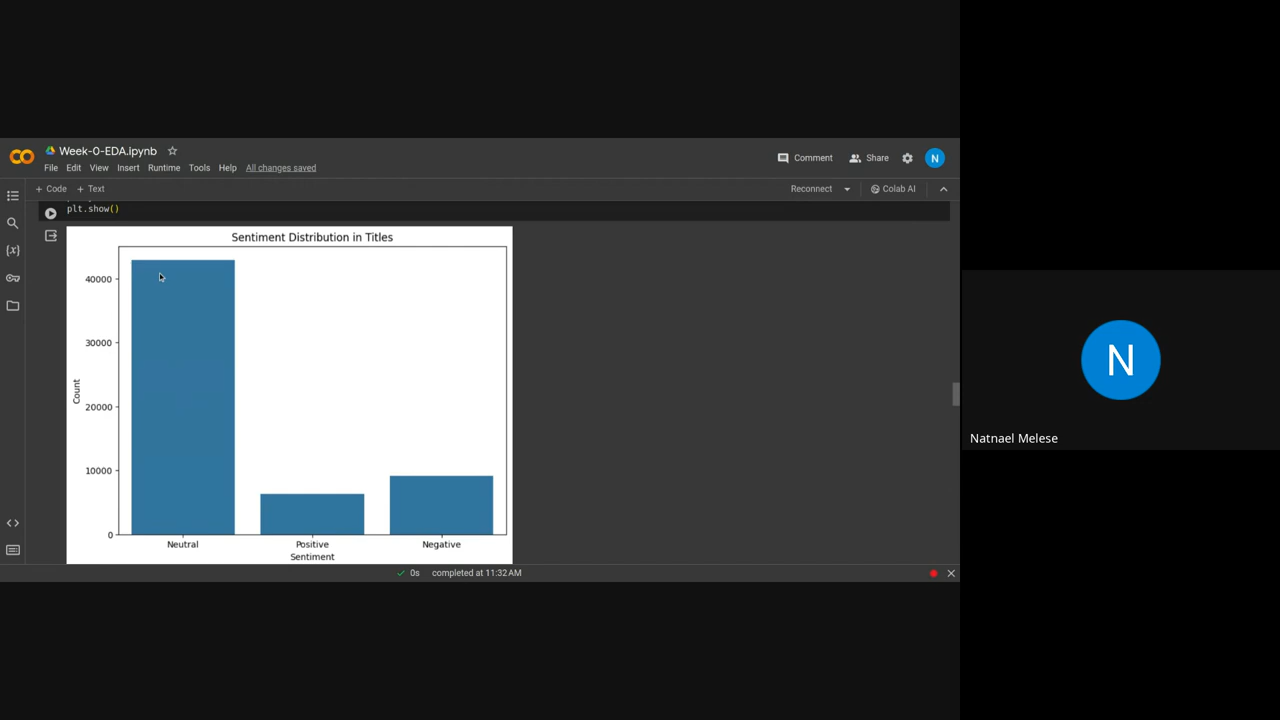 Week-0-EDA.ipynb
File Edit View Insert Runtime Tools Help All changes saved
Comment Share N
+ Code + Text
Reconnect Colab AI
plt.show()
Sentiment Distribution in Titles
40000
30000
20000
10000
0
Count
Neutral Positive Negative
Sentiment
0s completed at 11:32 AM
N
Natnael Melese